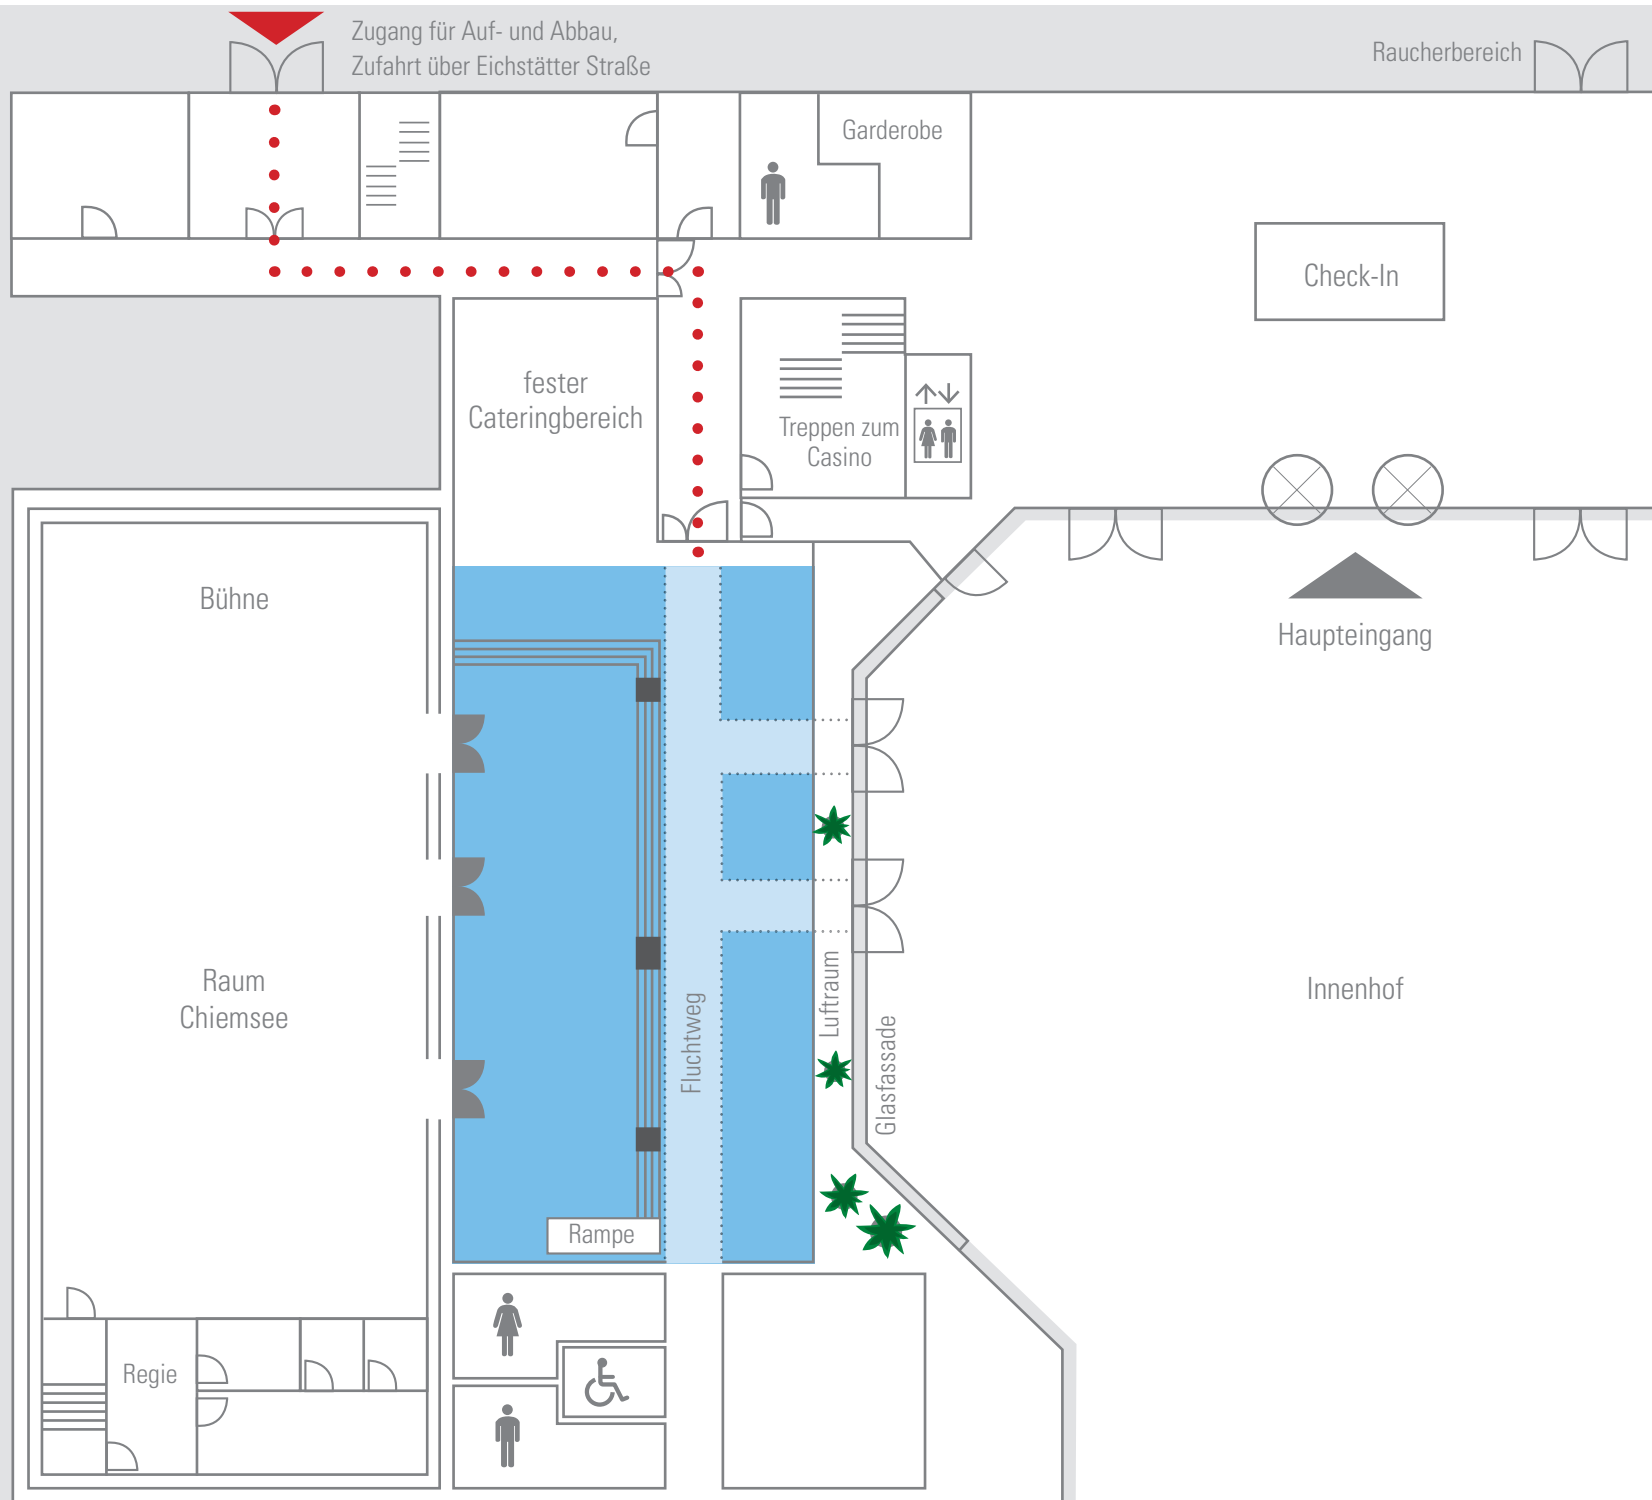 Zugang für Auf- und Abbau,
Zufahrt über Eichstätter Straße
Raucherbereich
Garderobe
Check-In
fester
Cateringbereich
Treppen zum
Casino
Bühne
Haupteingang
Raum
Chiemsee
Fluchtweg
Luftraum
Glasfassade
Innenhof
Rampe
Regie